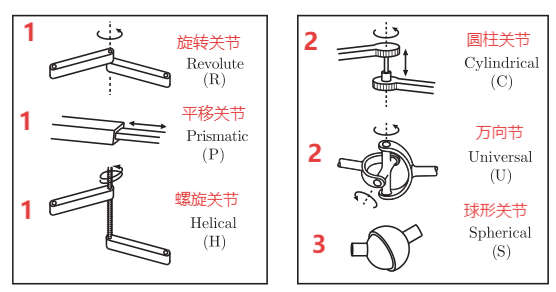 1
旋转关节
Revolute
(R)
1
平移关节
Prismatic
(P)
1
螺旋关节
Helical
(H)
2
圆柱关节
Cylindrical
(C)
2
万向节
Universal
(U)
3
球形关节
Spherical
(S)